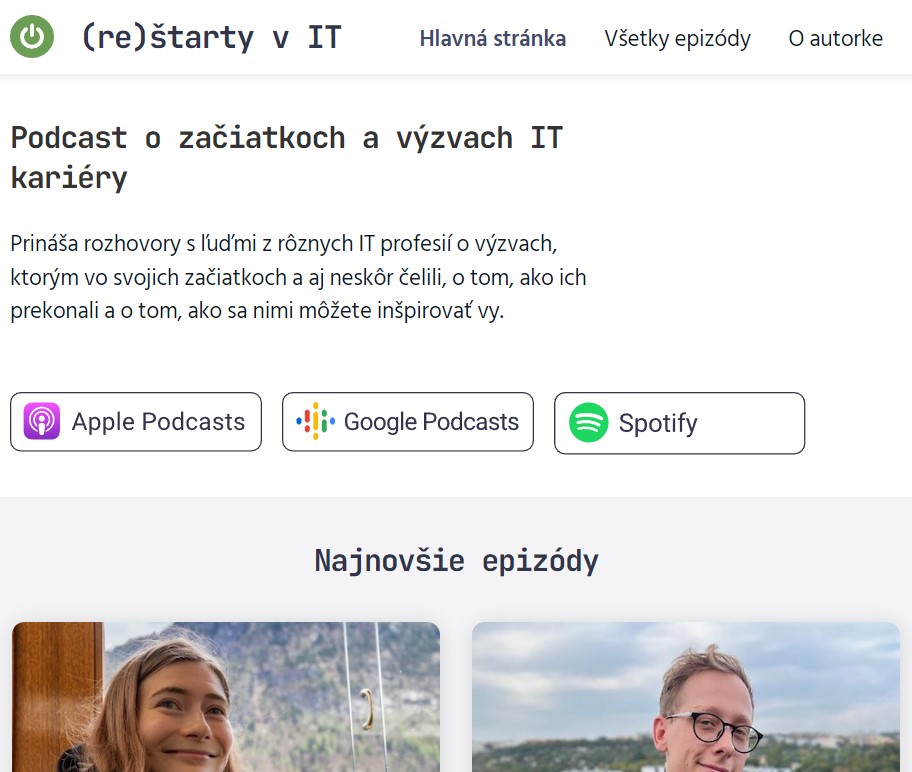 (re)štarty v IT
Hlavná stránka
Všetky epizódy
O autorke
Podcast o začiatkoch a výzvach IT
kariéry
Prináša rozhovory s ľuďmi z rôznych IT profesií o výzvach,
ktorým vo svojich začiatkoch a aj neskôr čelili, o tom, ako ich
prekonali a o tom, ako sa nimi môžete inšpirovať vy.
Apple Podcasts
Google Podcasts
Spotify
Najnovšie epizódy